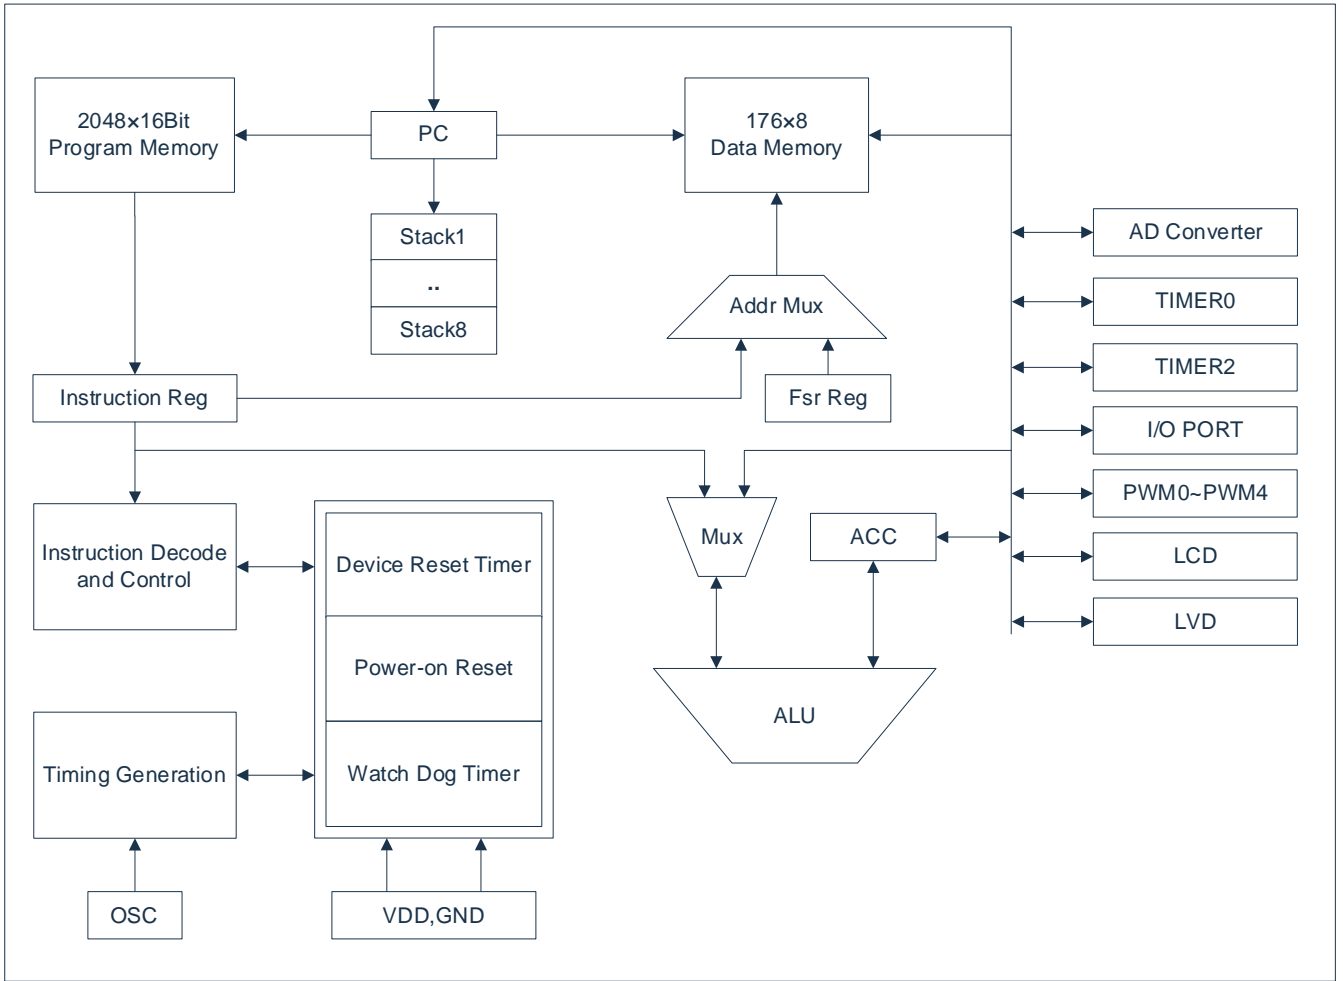 2048×16Bit
Program Memory
PC
176×8
Data Memory
Stack1
..
Stack8
Addr Mux
Instruction Reg
Fsr Reg
AD Converter
TIMER0
TIMER2
I/O PORT
PWM0~PWM4
LCD
LVD
Instruction Decode
and Control
Device Reset Timer
Mux
ACC
Power-on Reset
ALU
Timing Generation
Watch Dog Timer
OSC
VDD,GND